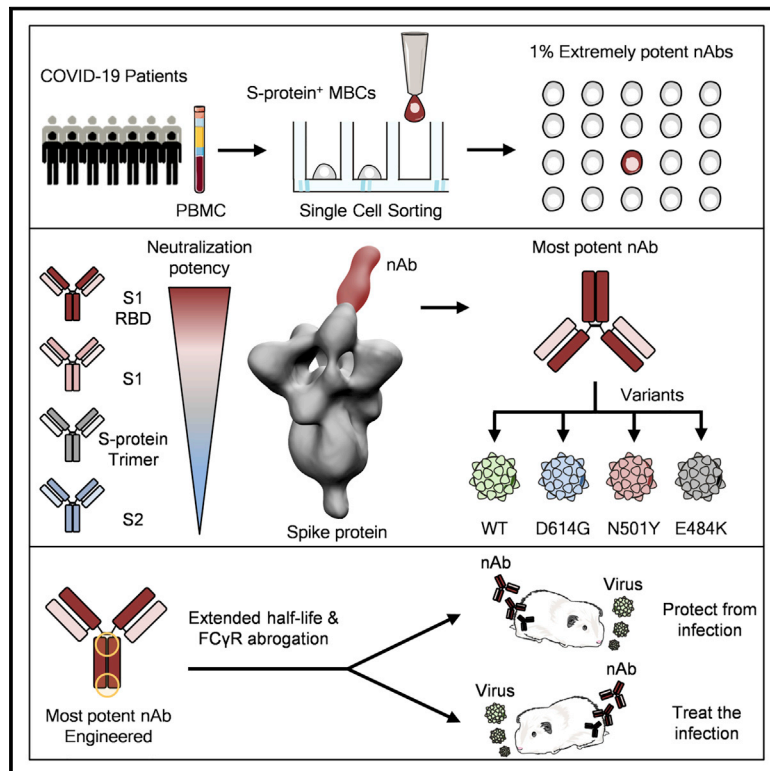 COVID-19 Patients
PBMC
S-protein⁺ MBCs
Single Cell Sorting
1% Extremely potent nAbs
Neutralization
potency
S1
RBD
S1
S-protein
Trimer
S2
nAb
Spike protein
Most potent nAb
Variants
WT
D614G
N501Y
E484K
Most potent nAb
Engineered
Extended half-life &
FCγR abrogation
nAb
Virus
Protect from
infection
Virus
nAb
Treat the
infection